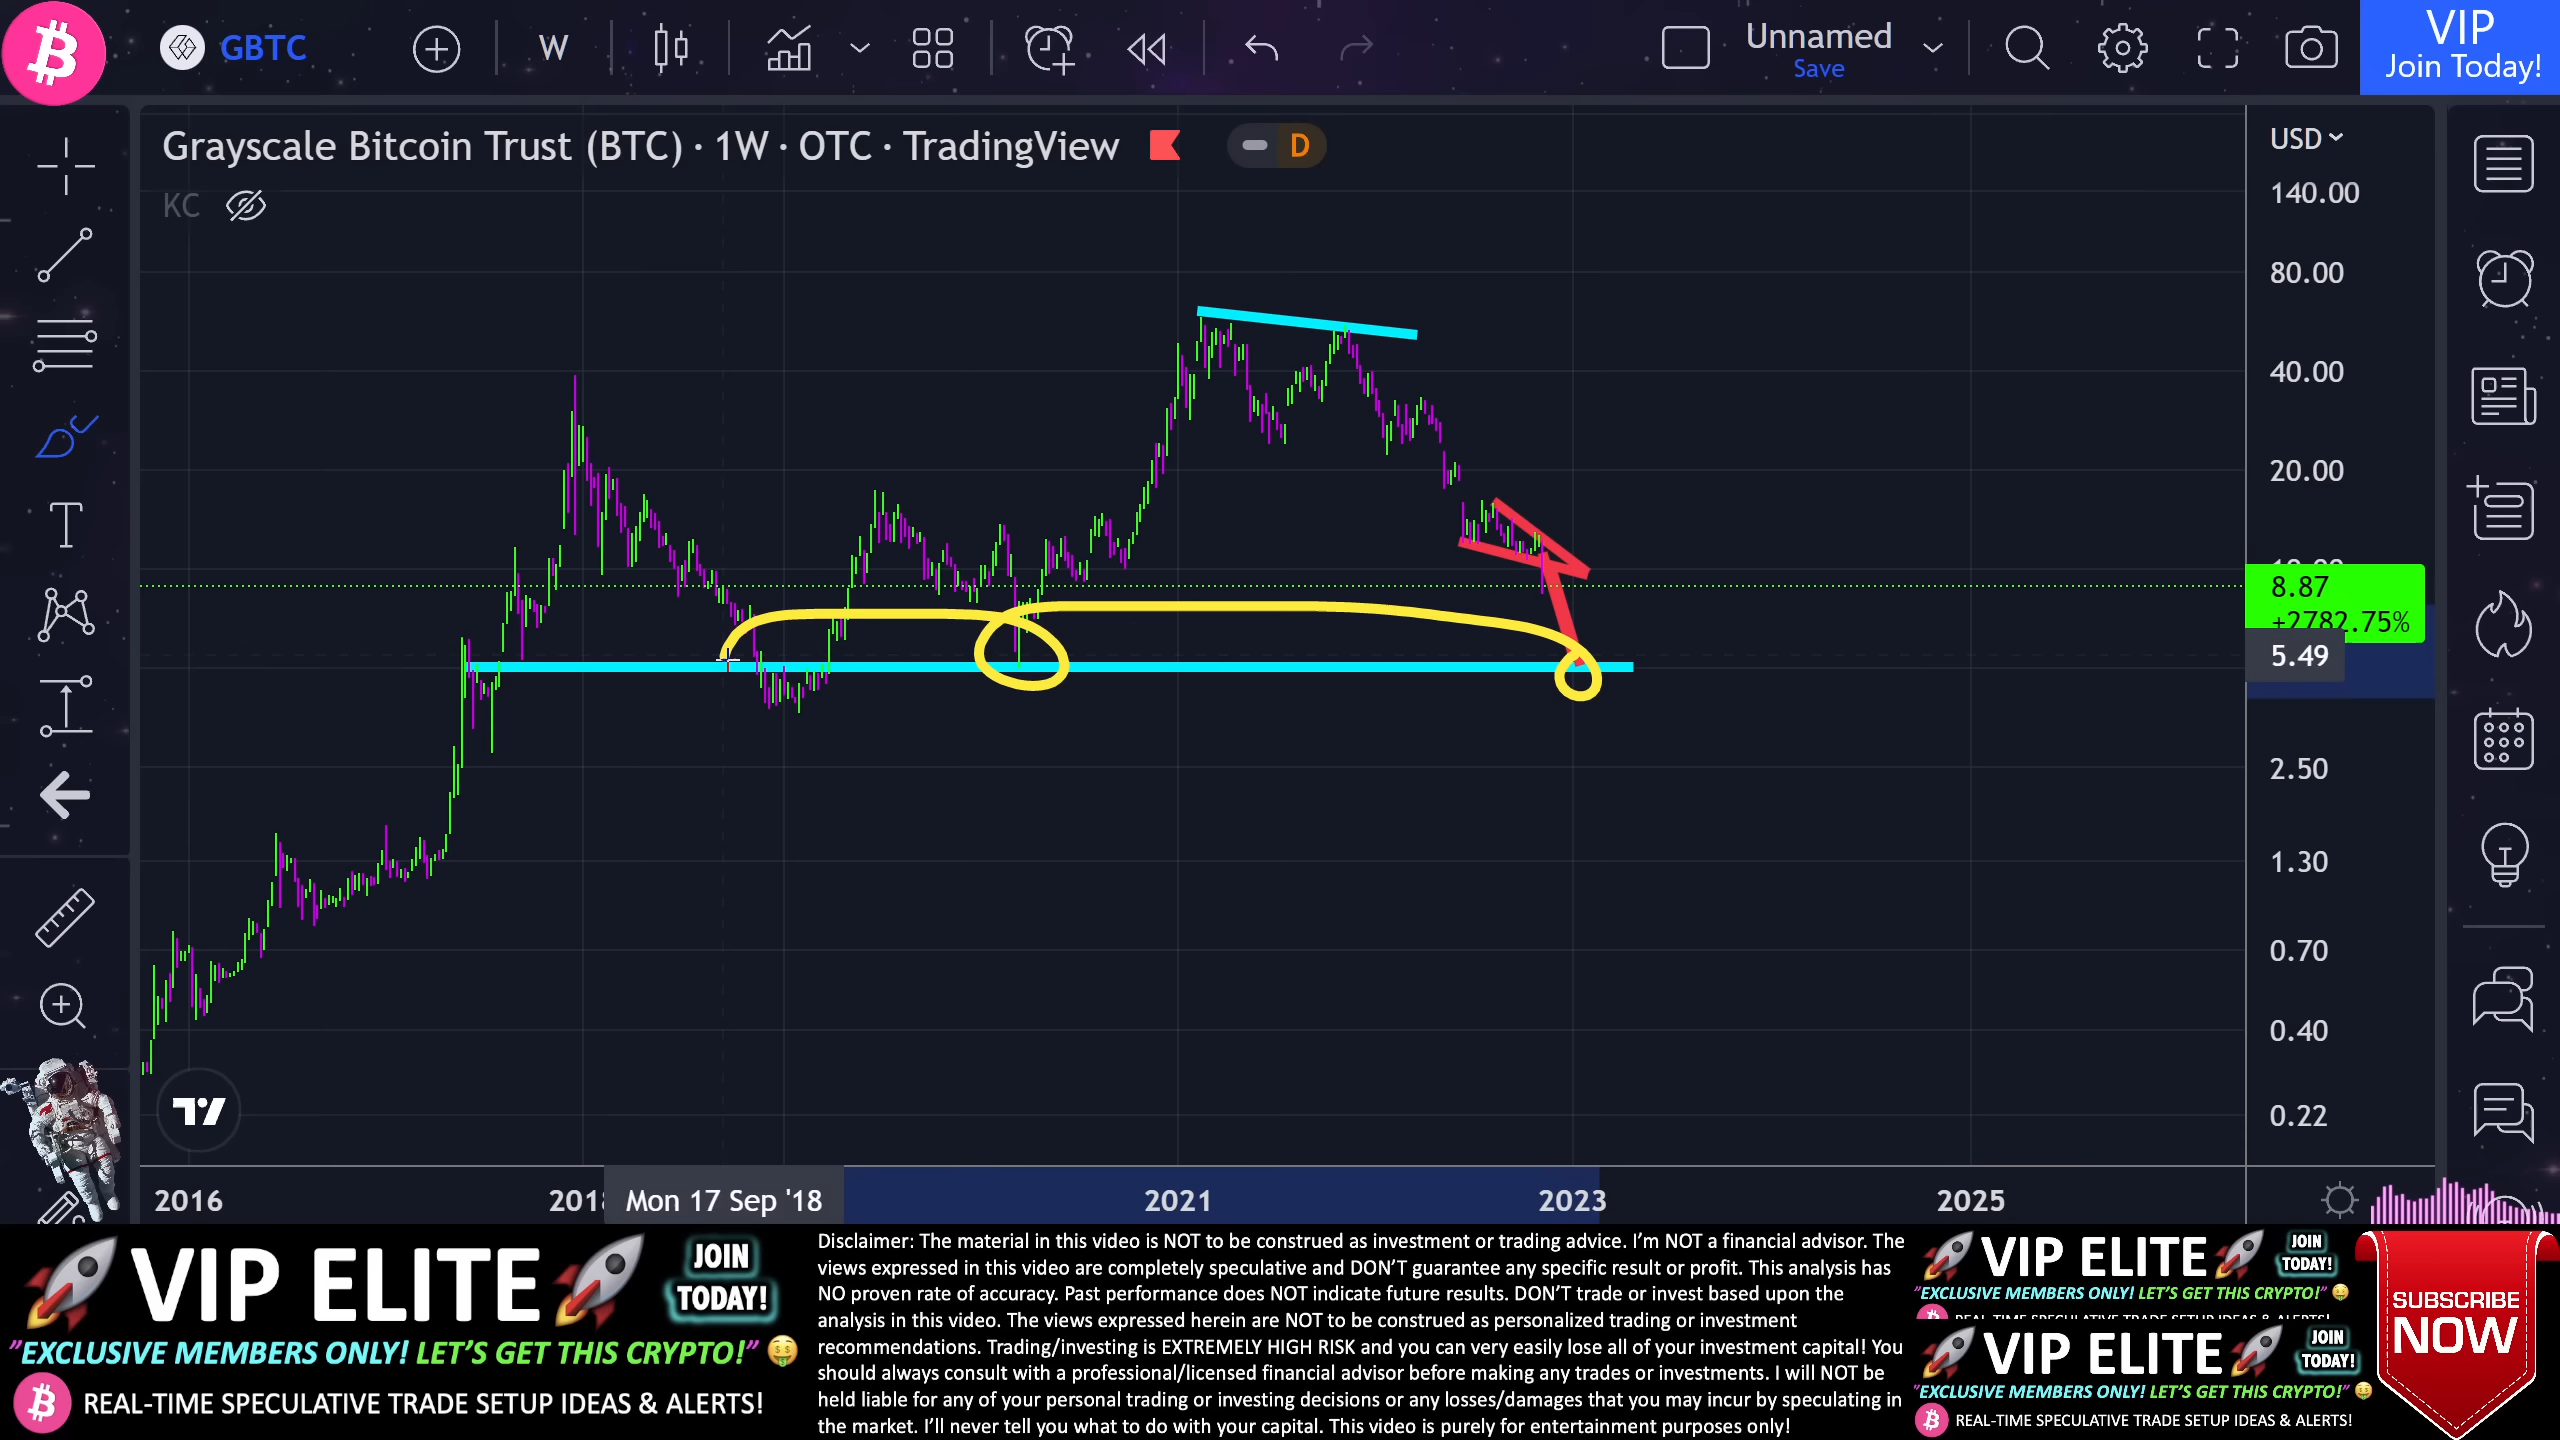 GBTC
W
Unnamed
Save
VIP
Join Today!
Grayscale Bitcoin Trust (BTC) · 1W · OTC · TradingView
D
KC
USD
140.00
80.00
40.00
20.00
8.87
+2782.75%
5.49
2.50
1.30
0.70
0.40
0.22
2016
Mon 17 Sep '18
2021
2023
2025
VIP ELITE
JOIN
TODAY!
"EXCLUSIVE MEMBERS ONLY! LET'S GET THIS CRYPTO!"
REAL-TIME SPECULATIVE TRADE SETUP IDEAS & ALERTS!
Disclaimer: The material in this video is NOT to be construed as investment or trading advice. I'm NOT a financial advisor. The
views expressed in this video are completely speculative and DON'T guarantee any specific result or profit. This analysis has
NO proven rate of accuracy. Past performance does NOT indicate future results. DON'T trade or invest based upon the
analysis in this video. The views expressed herein are NOT to be construed as personalized trading or investment
recommendations. Trading/investing is EXTREMELY HIGH RISK and you can very easily lose all of your investment capital! You
should always consult with a professional/licensed financial advisor before making any trades or investments. I will NOT be
held liable for any of your personal trading or investing decisions or any losses/damages that you may incur by speculating in
the market. I'll never tell you what to do with your capital. This video is purely for entertainment purposes only!
VIP ELITE
JOIN
TODAY!
"EXCLUSIVE MEMBERS ONLY! LET'S GET THIS CRYPTO!"
VIP ELITE
JOIN
TODAY!
"EXCLUSIVE MEMBERS ONLY! LET'S GET THIS CRYPTO!"
REAL-TIME SPECULATIVE TRADE SETUP IDEAS & ALERTS!
SUBSCRIBE
NOW